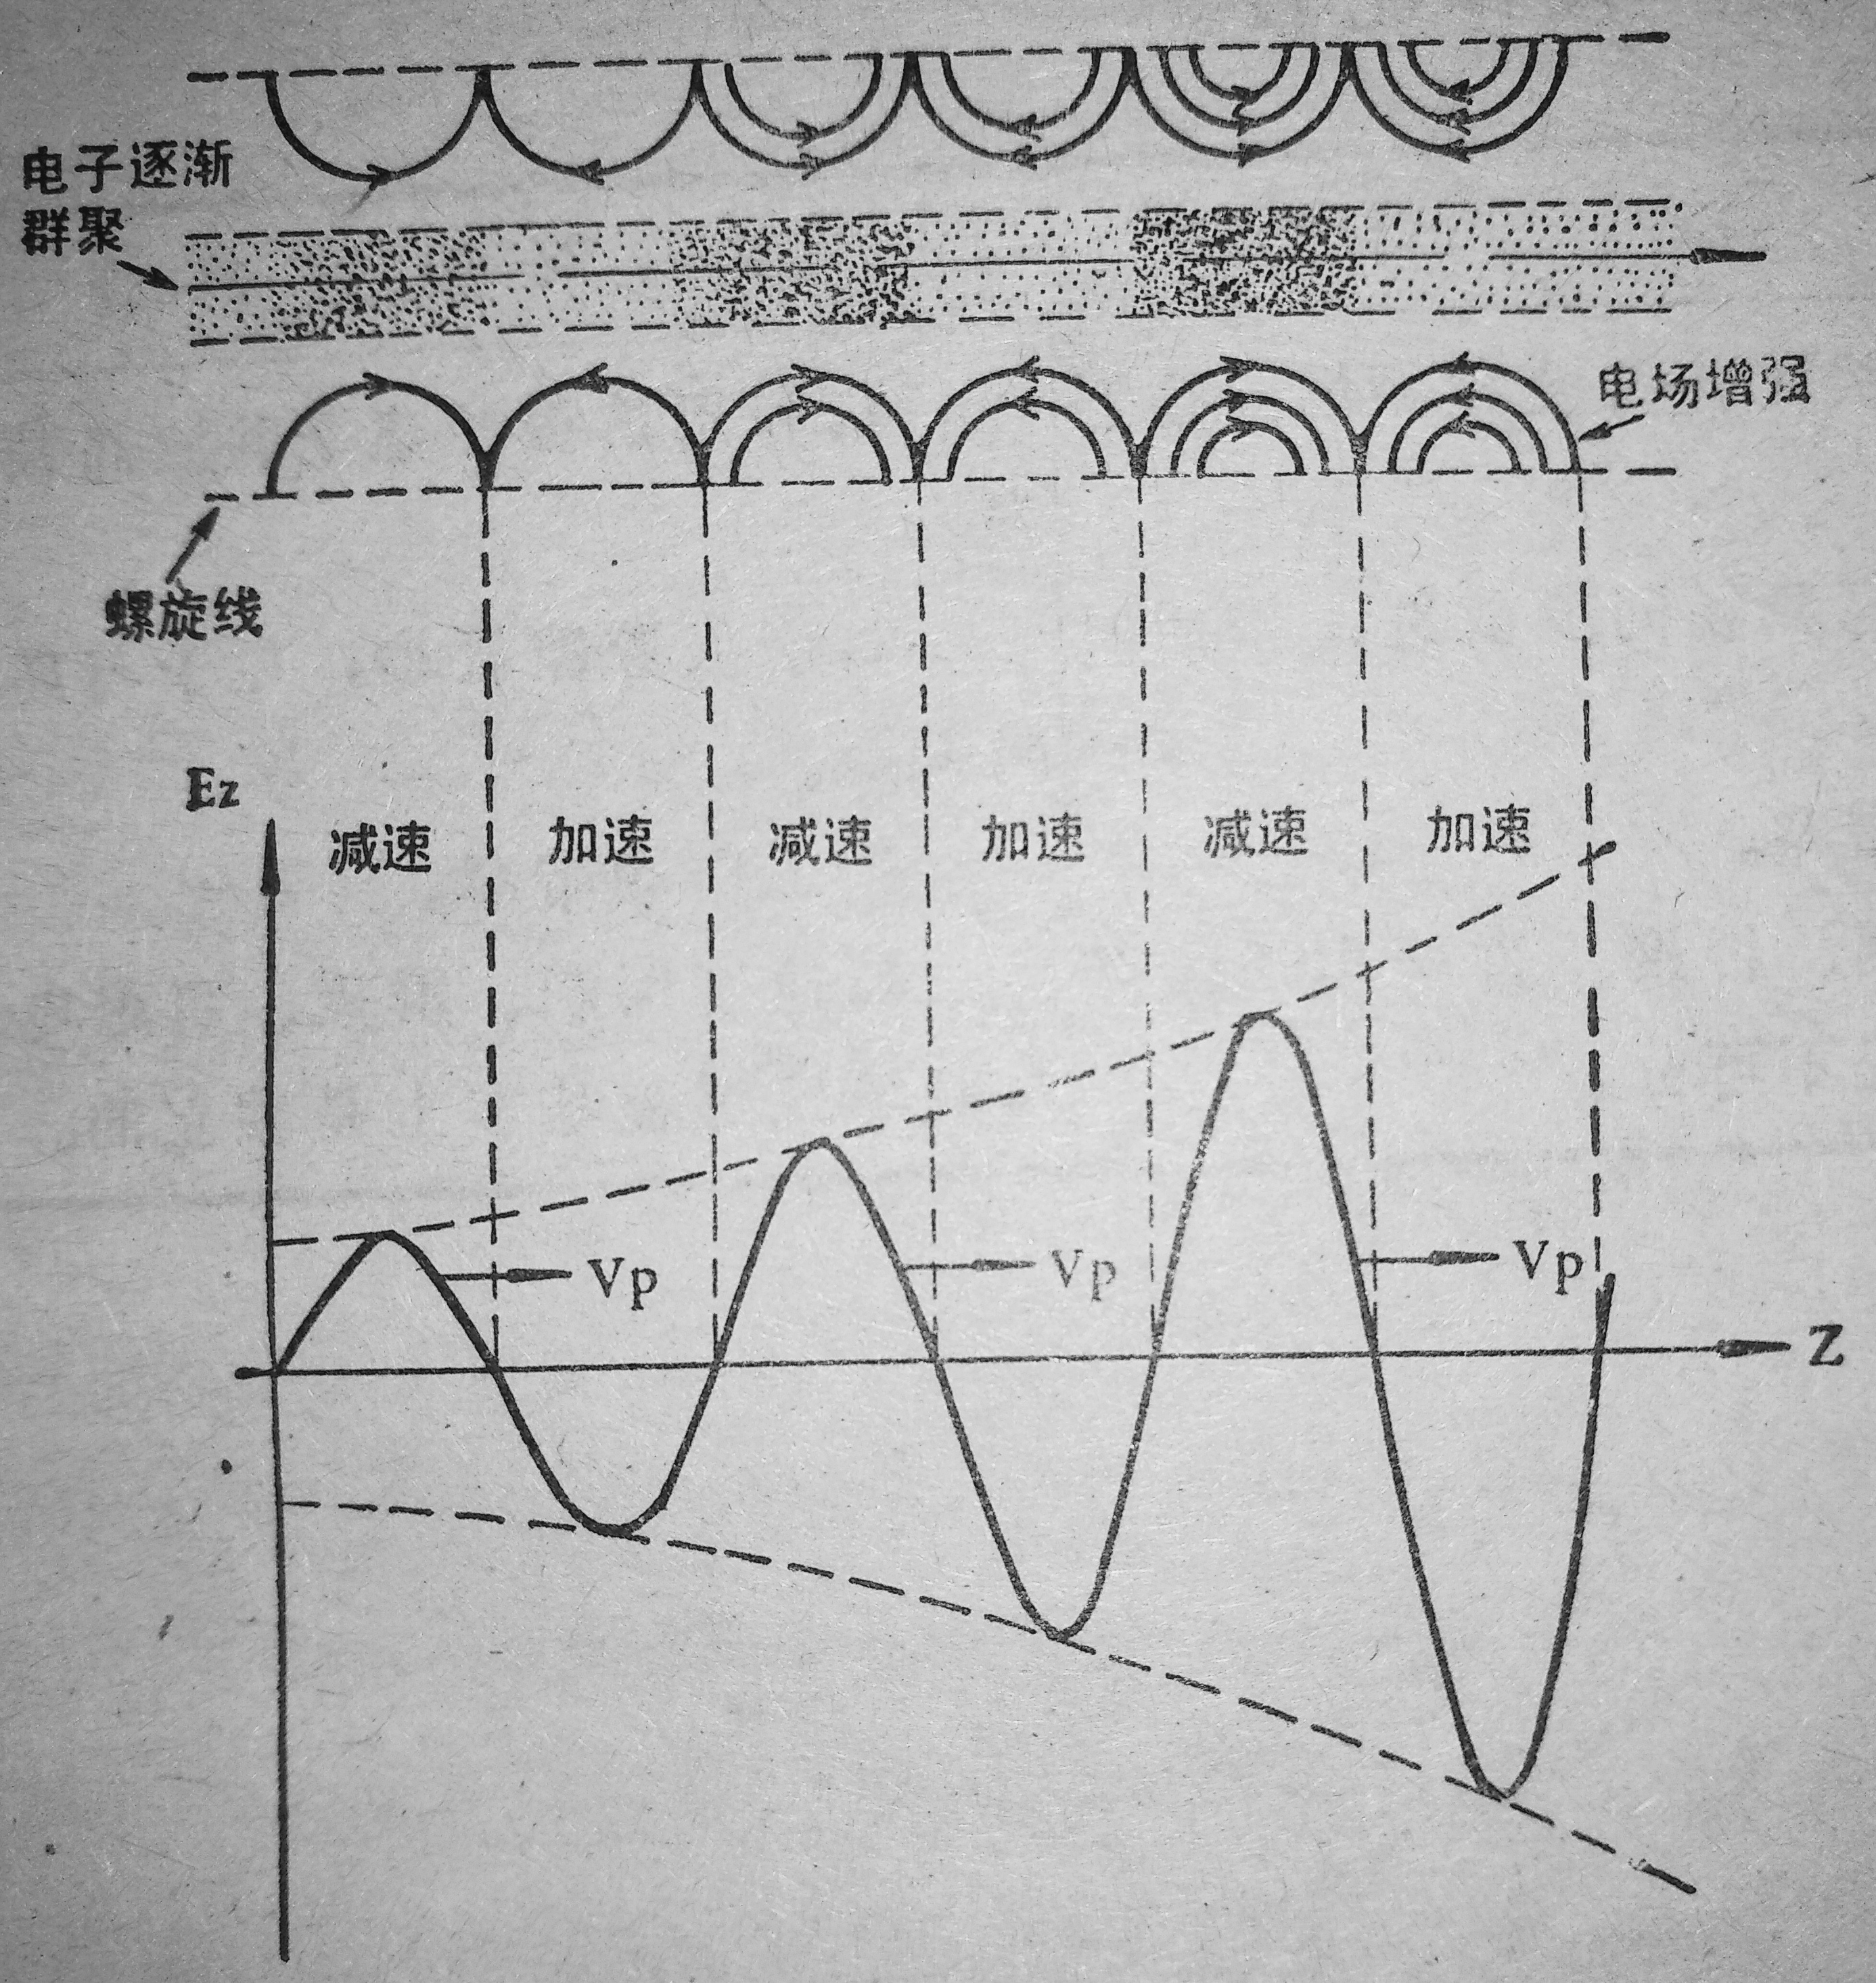 电子逐渐
群聚
电场增强
螺旋线
Ez
减速 加速 减速 加速 减速 加速
Vp Vp Vp
Z